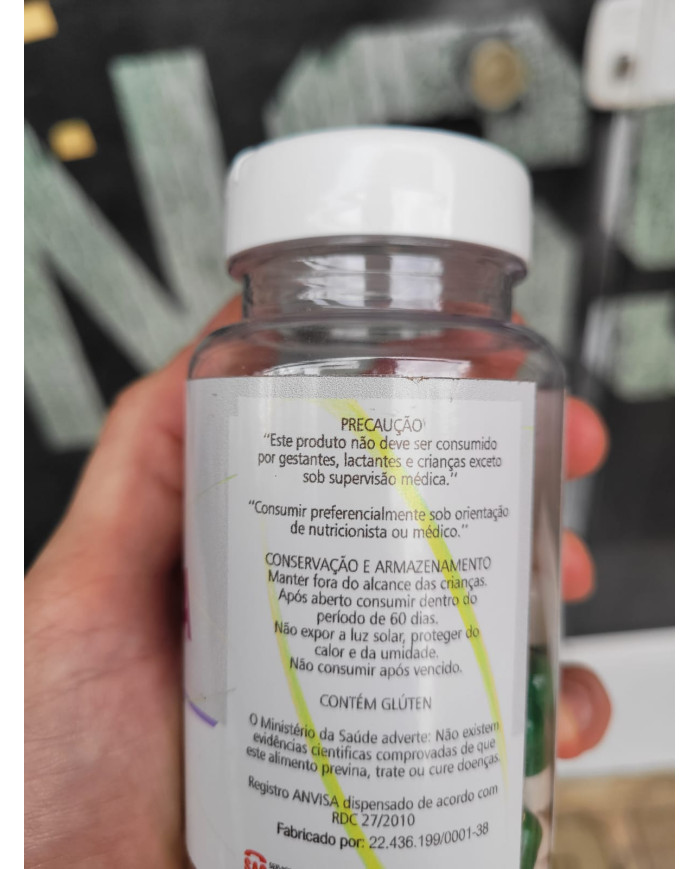 PRECAUÇÃO
"Este produto não deve ser consumido
por gestantes, lactantes e crianças exceto
sob supervisão médica."
"Consumir preferencialmente sob orientação
de nutricionista ou médico."
CONSERVAÇÃO E ARMAZENAMENTO
Manter fora do alcance das crianças.
Após aberto consumir dentro do
período de 60 dias.
Não expor a luz solar, proteger do
calor e da umidade.
Não consumir após vencido.
CONTÉM GLÚTEN
O Ministério da Saúde adverte: Não existem
evidências cientificas comprovadas de que
este alimento previna, trate ou cure doenças.
Registro ANVISA dispensado de acordo com
RDC 27/2010
Fabricado por: 22.436.199/0001-38